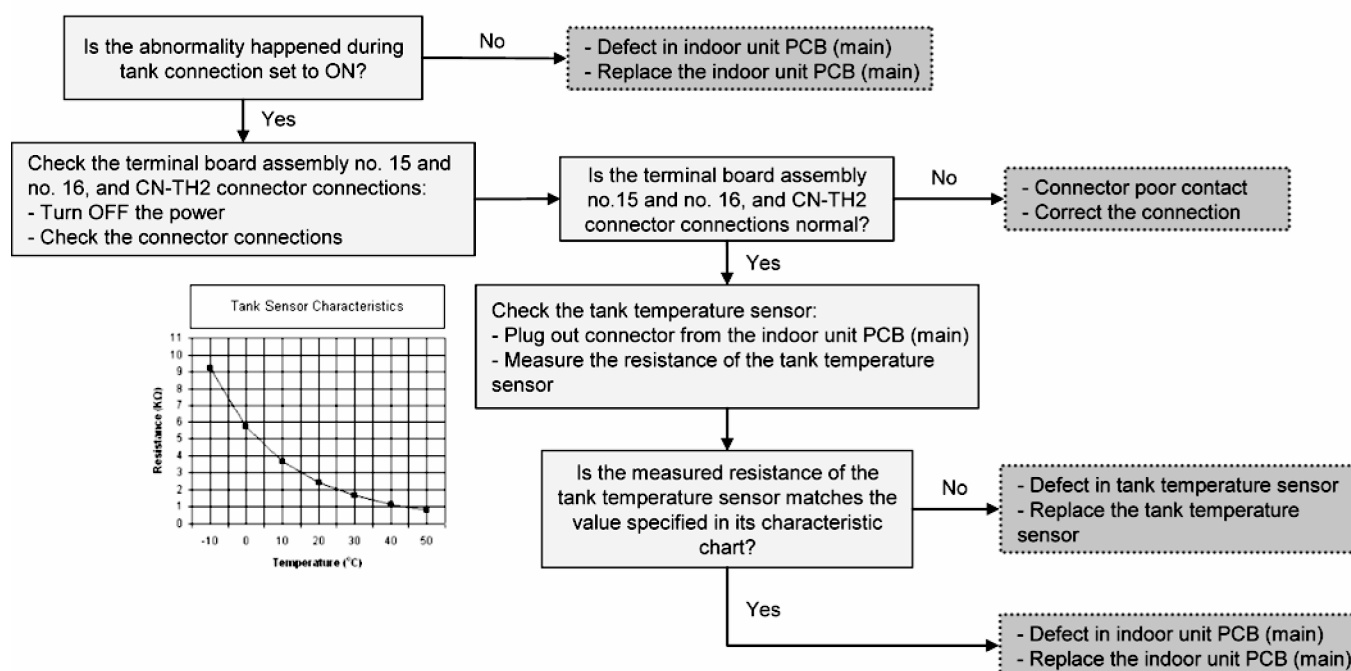 Is the abnormality happened during
tank connection set to ON?
No
- Defect in indoor unit PCB (main)
- Replace the indoor unit PCB (main)
Yes
Check the terminal board assembly no. 15 and
no. 16, and CN-TH2 connector connections:
- Turn OFF the power
- Check the connector connections
Is the terminal board assembly
no.15 and no. 16, and CN-TH2
connector connections normal?
No
- Connector poor contact
- Correct the connection
Yes
Check the tank temperature sensor:
- Plug out connector from the indoor unit PCB (main)
- Measure the resistance of the tank temperature
sensor
Tank Sensor Characteristics
Resistance (KΩ)
11
10
9
8
7
6
5
4
3
2
1
0
-10 0 10 20 30 40 50
Temperature (°C)
Is the measured resistance of the
tank temperature sensor matches the
value specified in its characteristic
chart?
No
- Defect in tank temperature sensor
- Replace the tank temperature
sensor
Yes
- Defect in indoor unit PCB (main)
- Replace the indoor unit PCB (main)